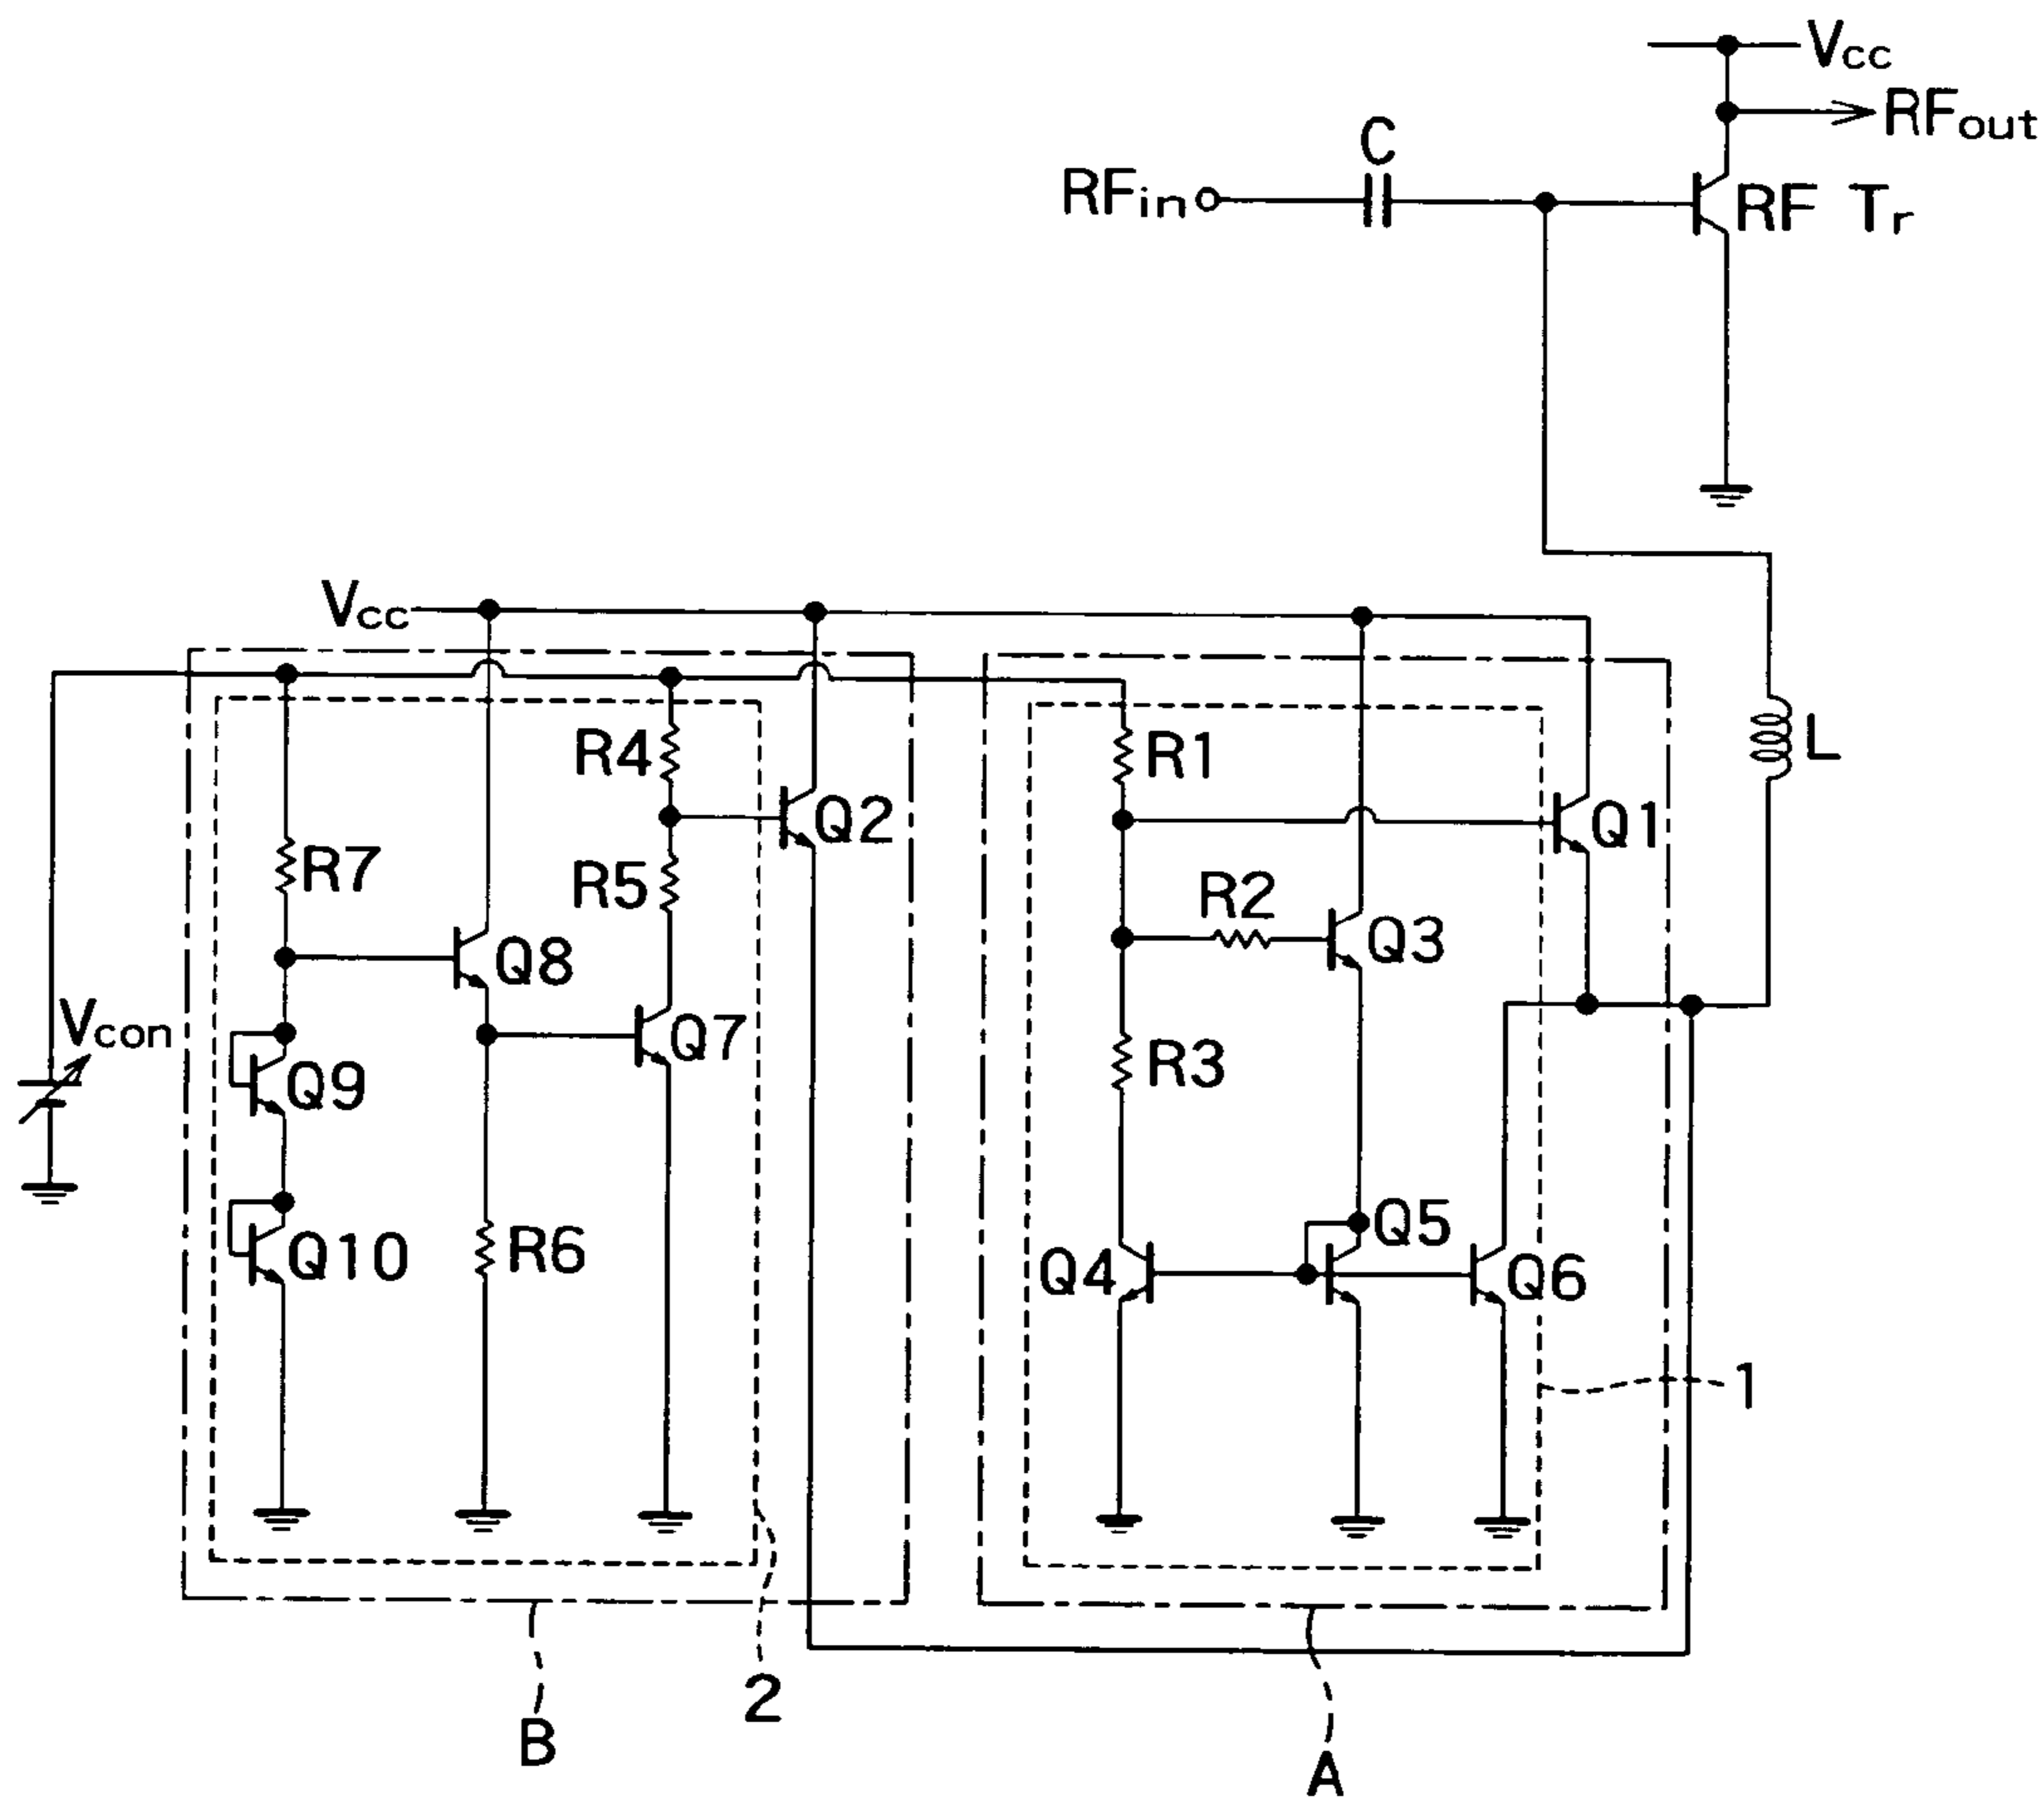 Vcc
RFout
C
RFin
RF Tr
Vcc
L
R4
R1
Q2
Q1
R7
R5
R2
Q8
Q3
Vcon
Q7
R3
Q9
Q5
Q10
R6
Q4
Q6
1
2
B
A